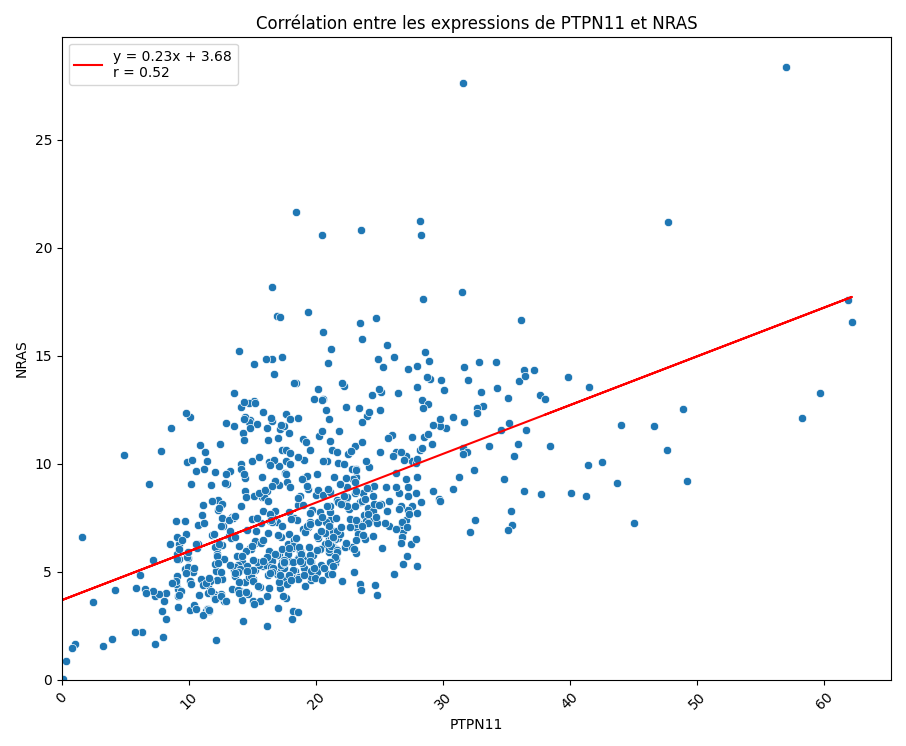 Corrélation entre les expressions de PTPN11 et NRAS
y = 0.23x + 3.68
r = 0.52
NRAS
25
20
15
10
5
0
0 10 20 30 40 50 60
PTPN11